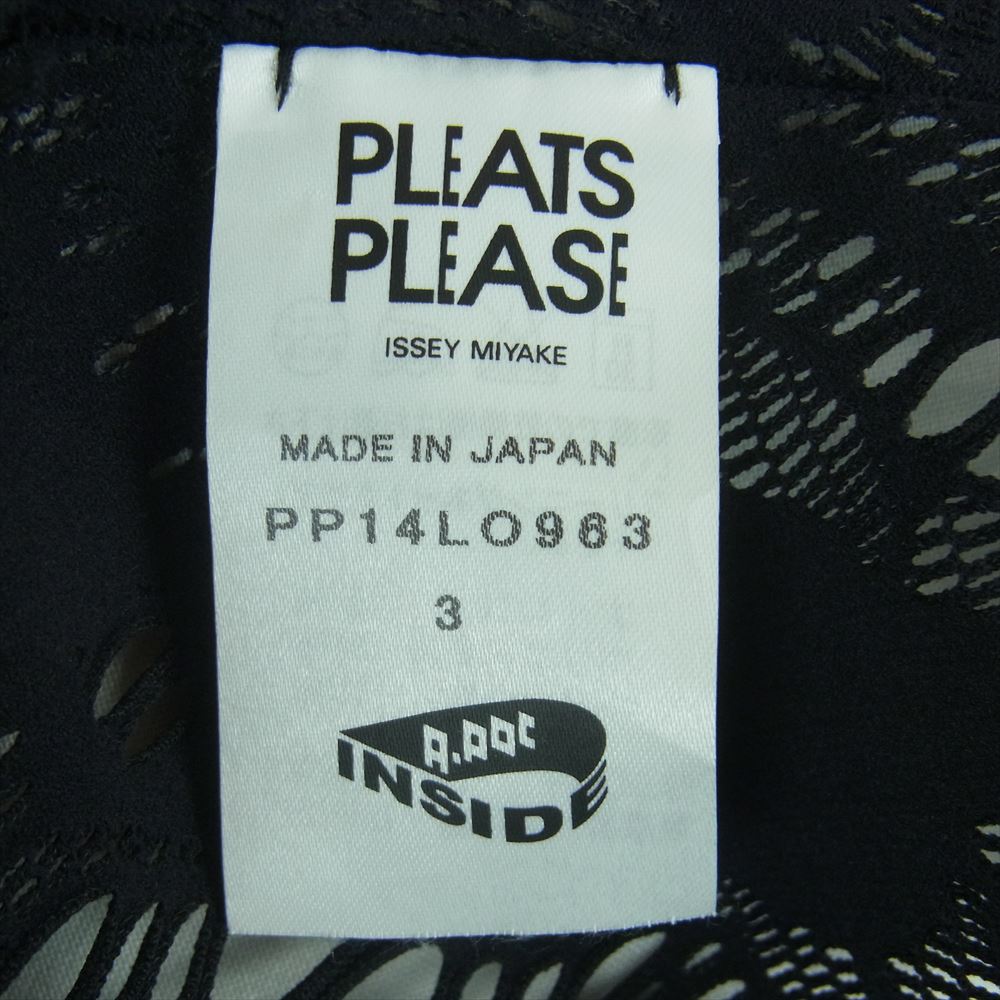 PLEATS
PLEASE
ISSEY MIYAKE
MADE IN JAPAN
PP14LO963
3
A.POC
INSIDE